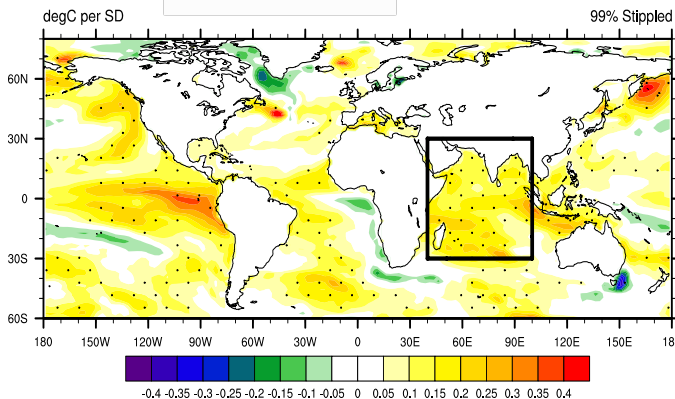 degC per SD 99% Stippled
60N
30N
0
30S
60S
180 150W 120W 90W 60W 30W 0 30E 60E 90E 120E 150E 180
-0.4 -0.35 -0.3 -0.25 -0.2 -0.15 -0.1 -0.05 0 0.05 0.1 0.15 0.2 0.25 0.3 0.35 0.4